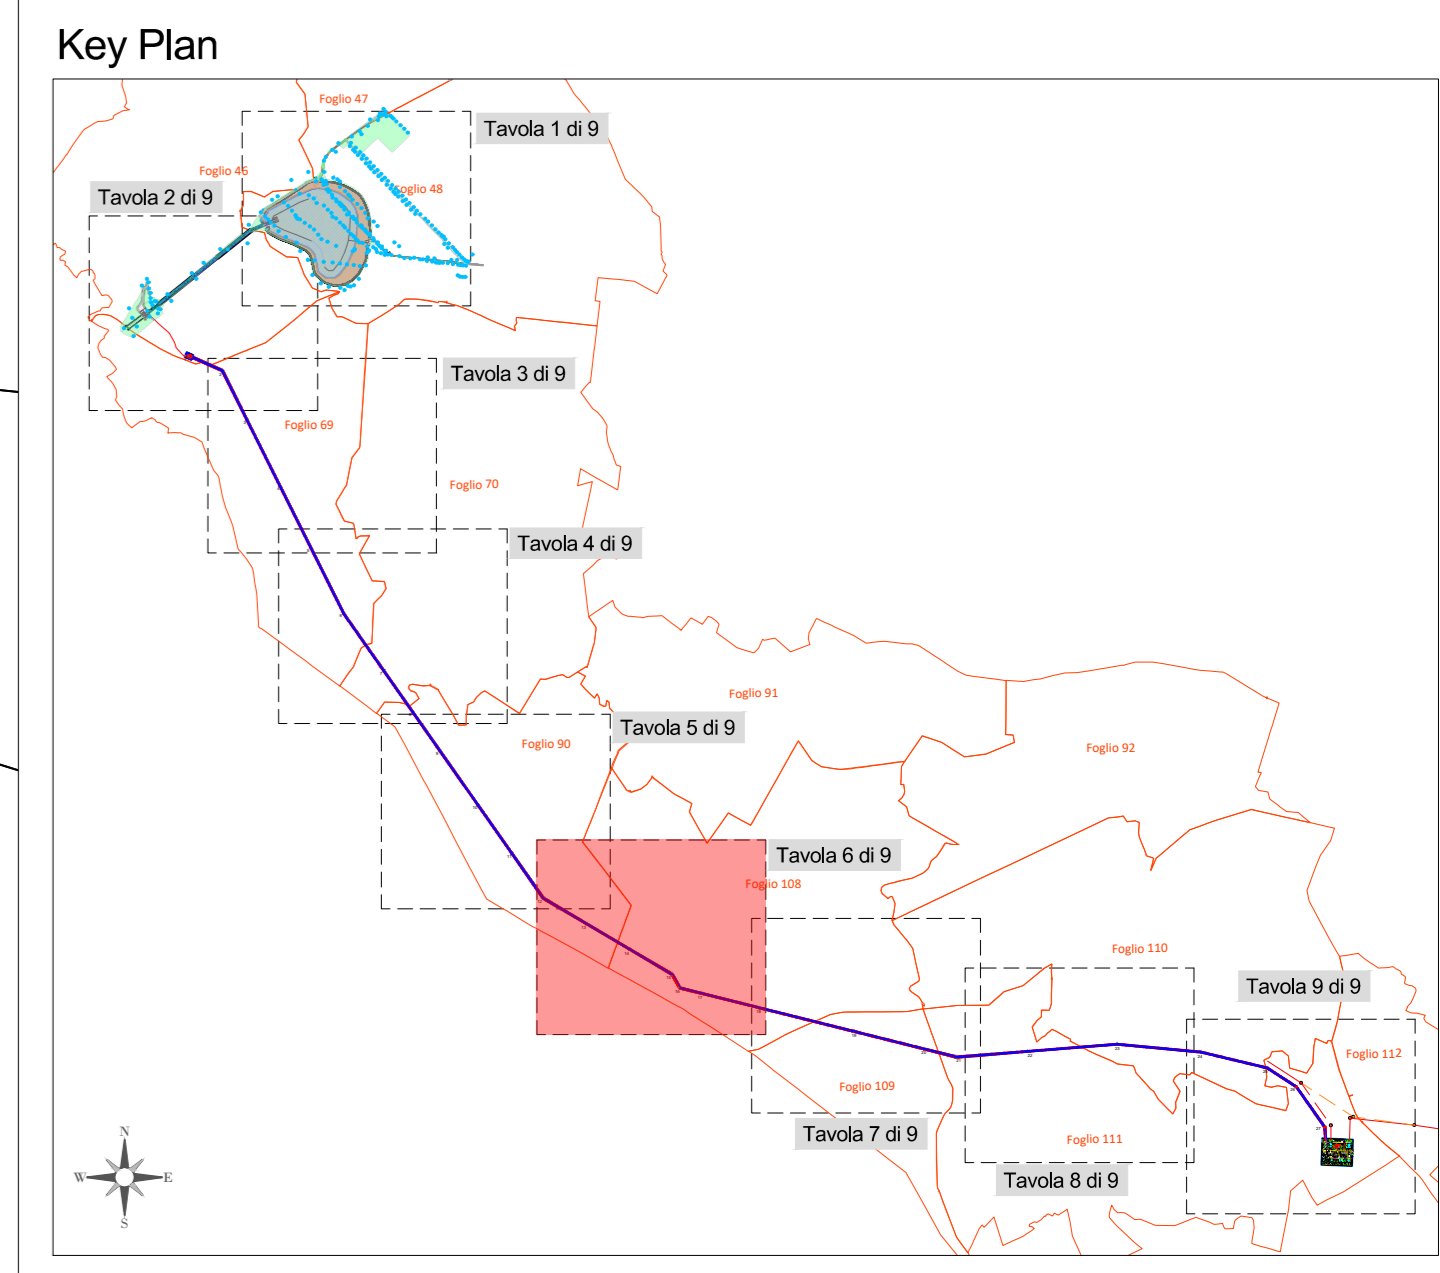 Key Plan
Foglio 47
Tavola 1 di 9
Foglio 46
Foglio 48
Tavola 2 di 9
Tavola 3 di 9
Foglio 69
Foglio 70
Tavola 4 di 9
Foglio 91
Tavola 5 di 9
Foglio 90
Foglio 92
Tavola 6 di 9
Foglio 108
Foglio 110
Tavola 9 di 9
Foglio 112
Foglio 109
Tavola 7 di 9
Foglio 111
Tavola 8 di 9
N
W E
S